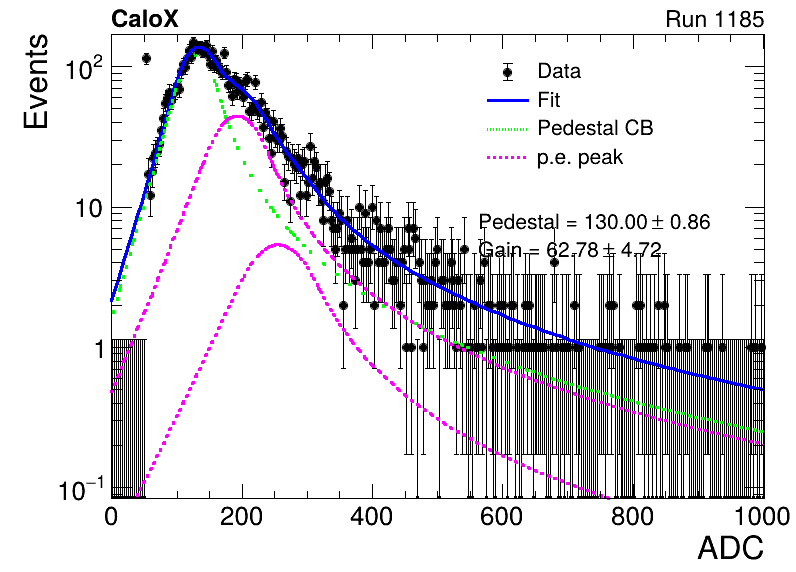 CaloX Run 1185
Events
Data
Fit
Pedestal CB
p.e. peak
Pedestal = 130.00 ± 0.86
Gain = 62.78 ± 4.72
10²
10
1
10⁻¹
0 200 400 600 800 1000
ADC